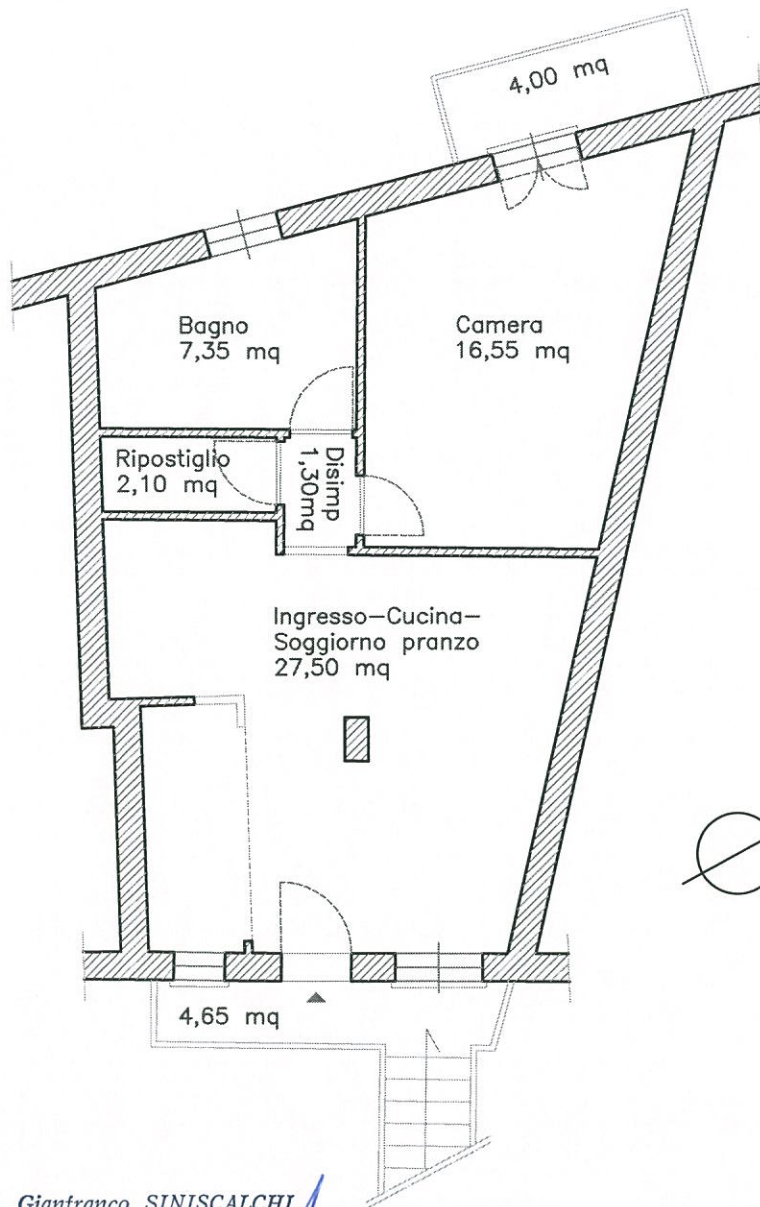 4,00 mq
Bagno
7,35 mq
Camera
16,55 mq
Ripostiglio
2,10 mq
Disimp
1,30mq
Ingresso-Cucina-
Soggiorno pranzo
27,50 mq
4,65 mq
Gianfranco SINISCALCHI